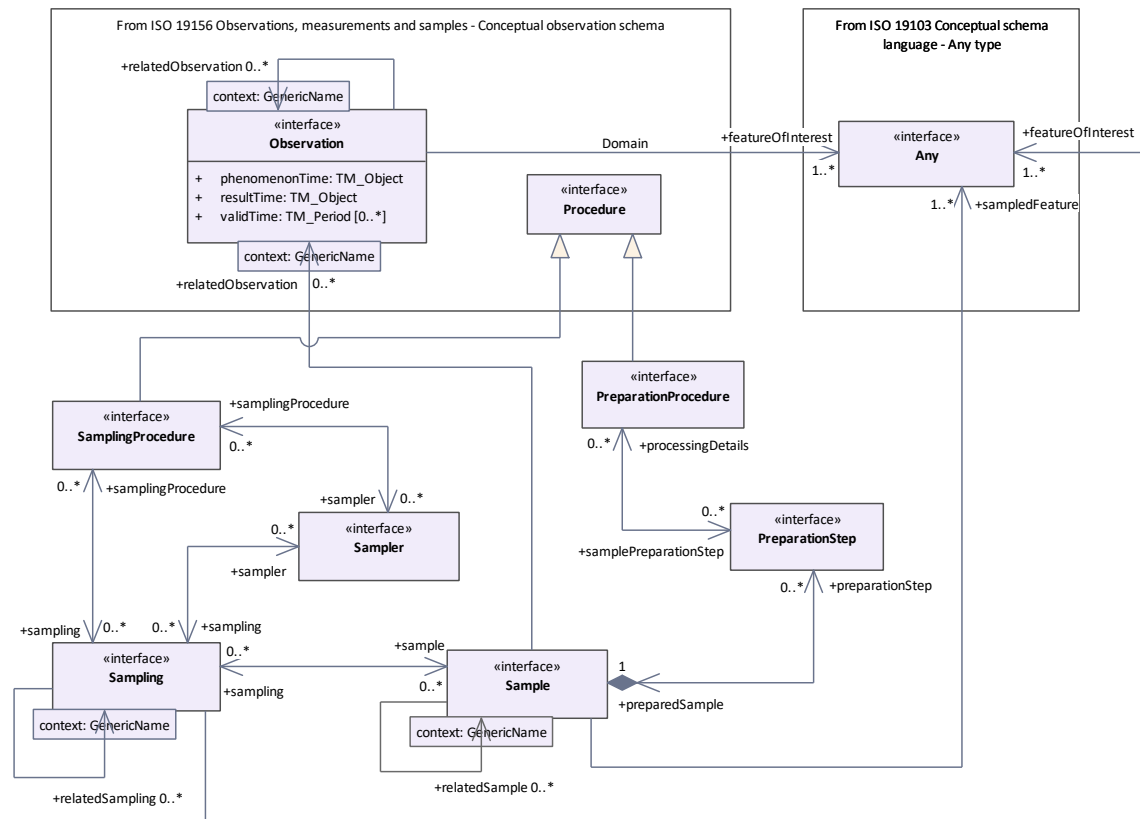 From ISO 19156 Observations, measurements and samples - Conceptual observation schema
From ISO 19103 Conceptual schema
language - Any type
+relatedObservation 0..*
context: GenericName
«interface»
Observation
+ phenomenonTime: TM_Object
+ resultTime: TM_Object
+ validTime: TM_Period [0..*]
context: GenericName
+relatedObservation 0..*
Domain
+featureOfInterest
1..*
«interface»
Any
+featureOfInterest
1..*
1..*
+sampledFeature
«interface»
Procedure
«interface»
SamplingProcedure
+samplingProcedure
0..*
«interface»
PreparationProcedure
0..*
+processingDetails
0..*
+samplingProcedure
+sampler
0..*
«interface»
Sampler
0..*
+sampler
0..*
+samplePreparationStep
«interface»
PreparationStep
0..*
+preparationStep
+sampling
0..*
0..*
+sampling
«interface»
Sampling
0..*
+sampling
+sample
0..*
«interface»
Sample
1
+preparedSample
context: GenericName
context: GenericName
+relatedSampling 0..*
+relatedSample 0..*